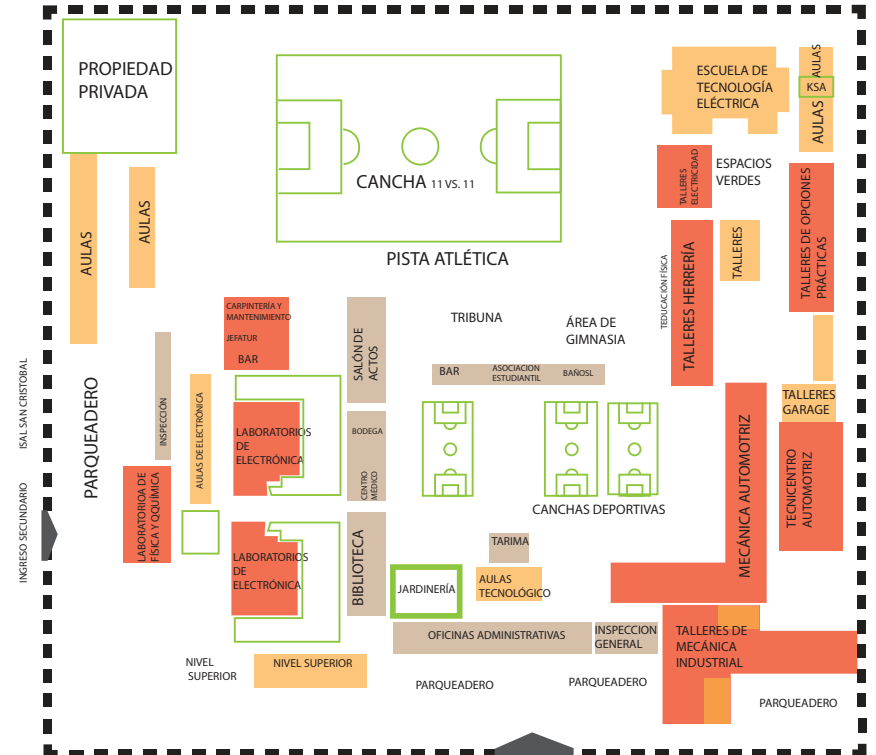 PROPIEDAD
PRIVADA
ESCUELA DE
TECNOLOGÍA
ELÉCTRICA
AULAS
KSA
AULAS
CANCHA 11 VS. 11
PISTA ATLÉTICA
TALLERES
ELECTRICIDAD
ESPACIOS
VERDES
TALLERES DE OPCIONES
PRÁCTICAS
AULAS
AULAS
TEDUCACIÓN FÍSICA
TALLERES HERRERÍA
TALLERES
CARPINTERÍA Y
MANTENIMIENTO
JEFATUR
BAR
SALÓN DE
ACTOS
TRIBUNA
ÁREA DE
GIMNASIA
BAR
ASOCIACION
ESTUDIANTIL
BAÑOSL
ISAL SAN CRISTOBAL
PARQUEADERO
INSPECCIÓN
AULAS DE ELECTRÓNICA
LABORATORIOS
DE
ELECTRÓNICA
BODEGA
CENTRO
MÉDICO
TALLERES
GARAGE
MECÁNICA AUTOMOTRIZ
TECNICENTRO
AUTOMOTRIZ
CANCHAS DEPORTIVAS
INGRESO SECUNDARIO
LABORATORIOA DE
FÍSICA Y QQUÍMICA
LABORATORIOS
DE
ELECTRÓNICA
BIBLIOTECA
TARIMA
JARDINERÍA
AULAS
TECNOLÓGICO
OFICINAS ADMINISTRATIVAS
INSPECCION
GENERAL
TALLERES DE
MECÁNICA
INDUSTRIAL
NIVEL
SUPERIOR
NIVEL SUPERIOR
PARQUEADERO
PARQUEADERO
PARQUEADERO